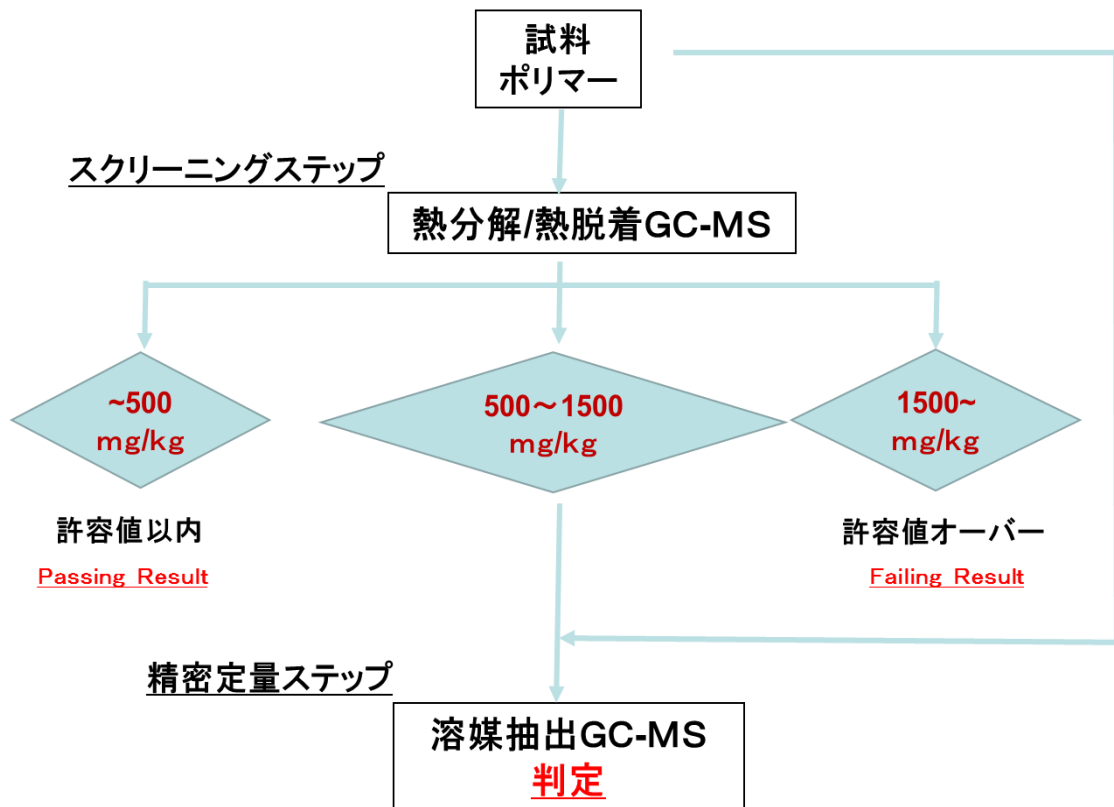 試料
ポリマー
スクリーニングステップ
熱分解/熱脱着GC-MS
~500
mg/kg
500～1500
mg/kg
1500~
mg/kg
許容値以内
許容値オーバー
Passing Result
Failing Result
精密定量ステップ
溶媒抽出GC-MS
判定